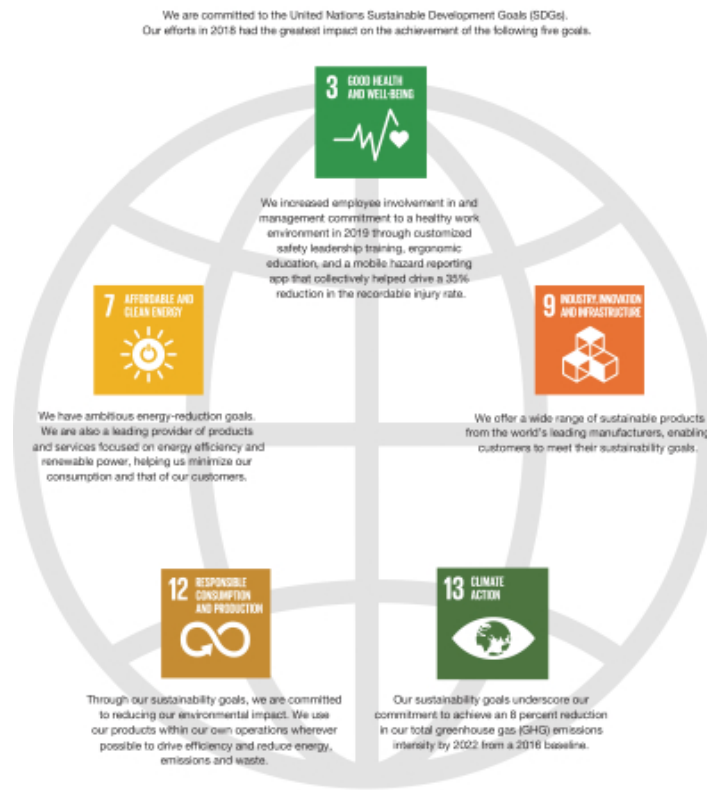 We are committed to the United Nations Sustainable Development Goals (SDGs).
Our efforts in 2018 had the greatest impact on the achievement of the following five goals.
3 GOOD HEALTH
AND WELL-BEING
We increased employee involvement in and
management commitment to a healthy work
environment in 2019 through customized
safety leadership training, ergonomic
education, and a mobile hazard reporting
app that collectively helped drive a 35%
reduction in the recordable injury rate.
7 AFFORDABLE AND
CLEAN ENERGY
We have ambitious energy-reduction goals.
We are also a leading provider of products
and services focused on energy efficiency and
renewable power, helping us minimize our
consumption and that of our customers.
9 INDUSTRY, INNOVATION
AND INFRASTRUCTURE
We offer a wide range of sustainable products
from the world's leading manufacturers, enabling
customers to meet their sustainability goals.
12 RESPONSIBLE
CONSUMPTION
AND PRODUCTION
Through our sustainability goals, we are committed
to reducing our environmental impact. We use
our products within our own operations wherever
possible to drive efficiency and reduce energy,
emissions and waste.
13 CLIMATE
ACTION
Our sustainability goals underscore our
commitment to achieve an 8 percent reduction
in our total greenhouse gas (GHG) emissions
intensity by 2022 from a 2016 baseline.